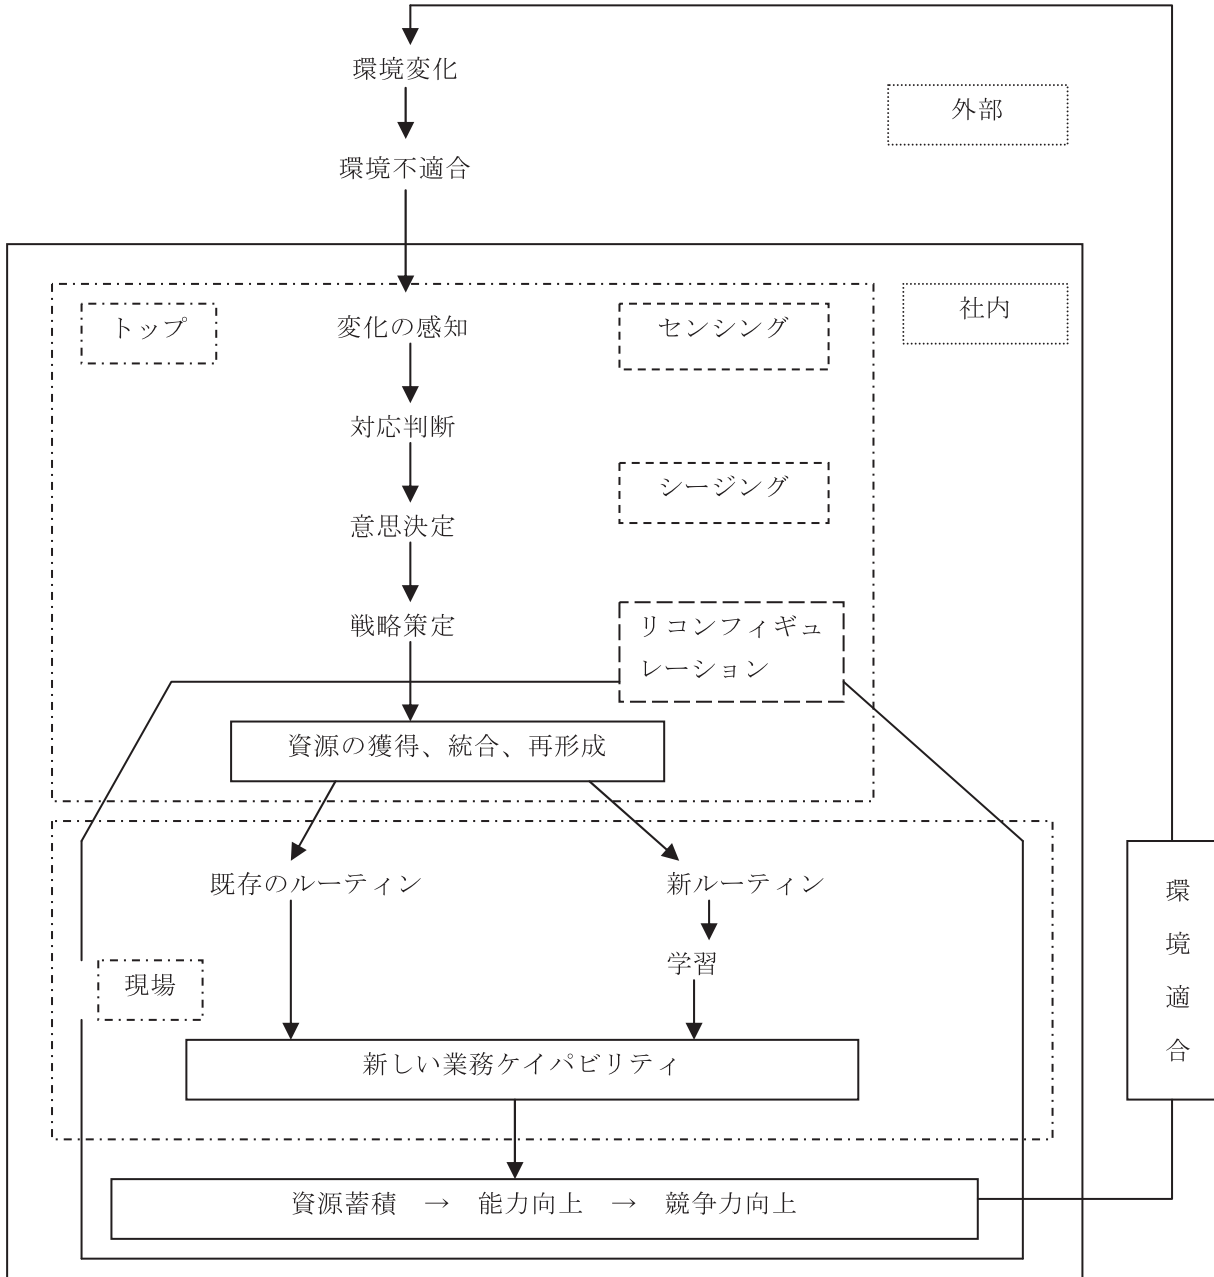 環境変化
外部
環境不適合
社内
トップ
変化の感知
センシング
対応判断
シージング
意思決定
戦略策定
リコンフィギュ
レーション
資源の獲得、統合、再形成
既存のルーティン
新ルーティン
学習
現場
新しい業務ケイパビリティ
資源蓄積 → 能力向上 → 競争力向上
環
境
適
合